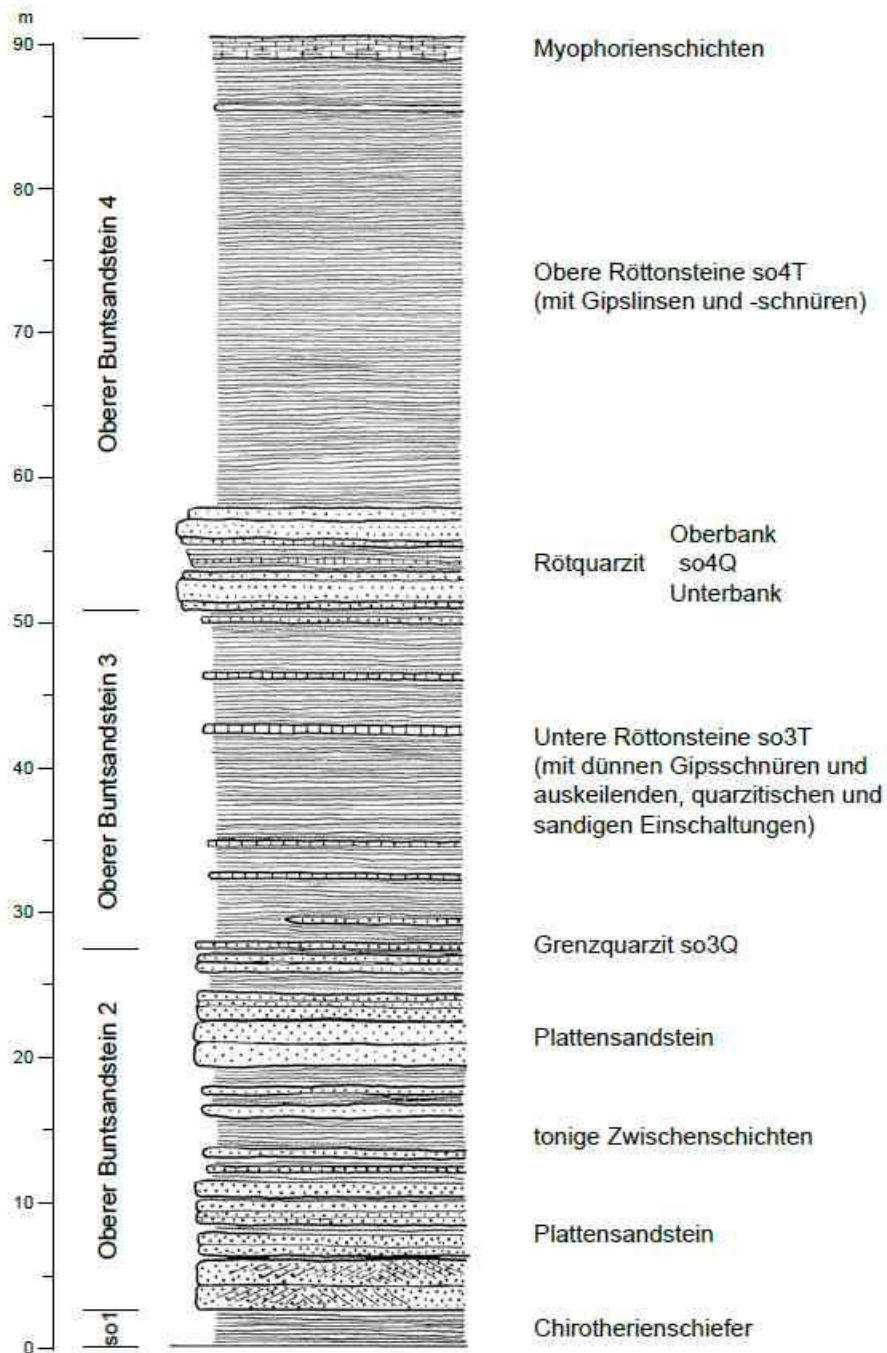 m
90
80
70
60
50
40
30
20
10
0
Oberer Buntsandstein 4
Oberer Buntsandstein 3
Oberer Buntsandstein 2
so1
Myophorienschichten
Obere Röttonsteine so4T
(mit Gipslinsen und -schnüren)
Oberbank
Rötquarzit so4Q
Unterbank
Untere Röttonsteine so3T
(mit dünnen Gipsschnüren und
auskeilenden, quarzitischen und
sandigen Einschaltungen)
Grenzquarzit so3Q
Plattensandstein
tonige Zwischenschichten
Plattensandstein
Chirotherienschiefer